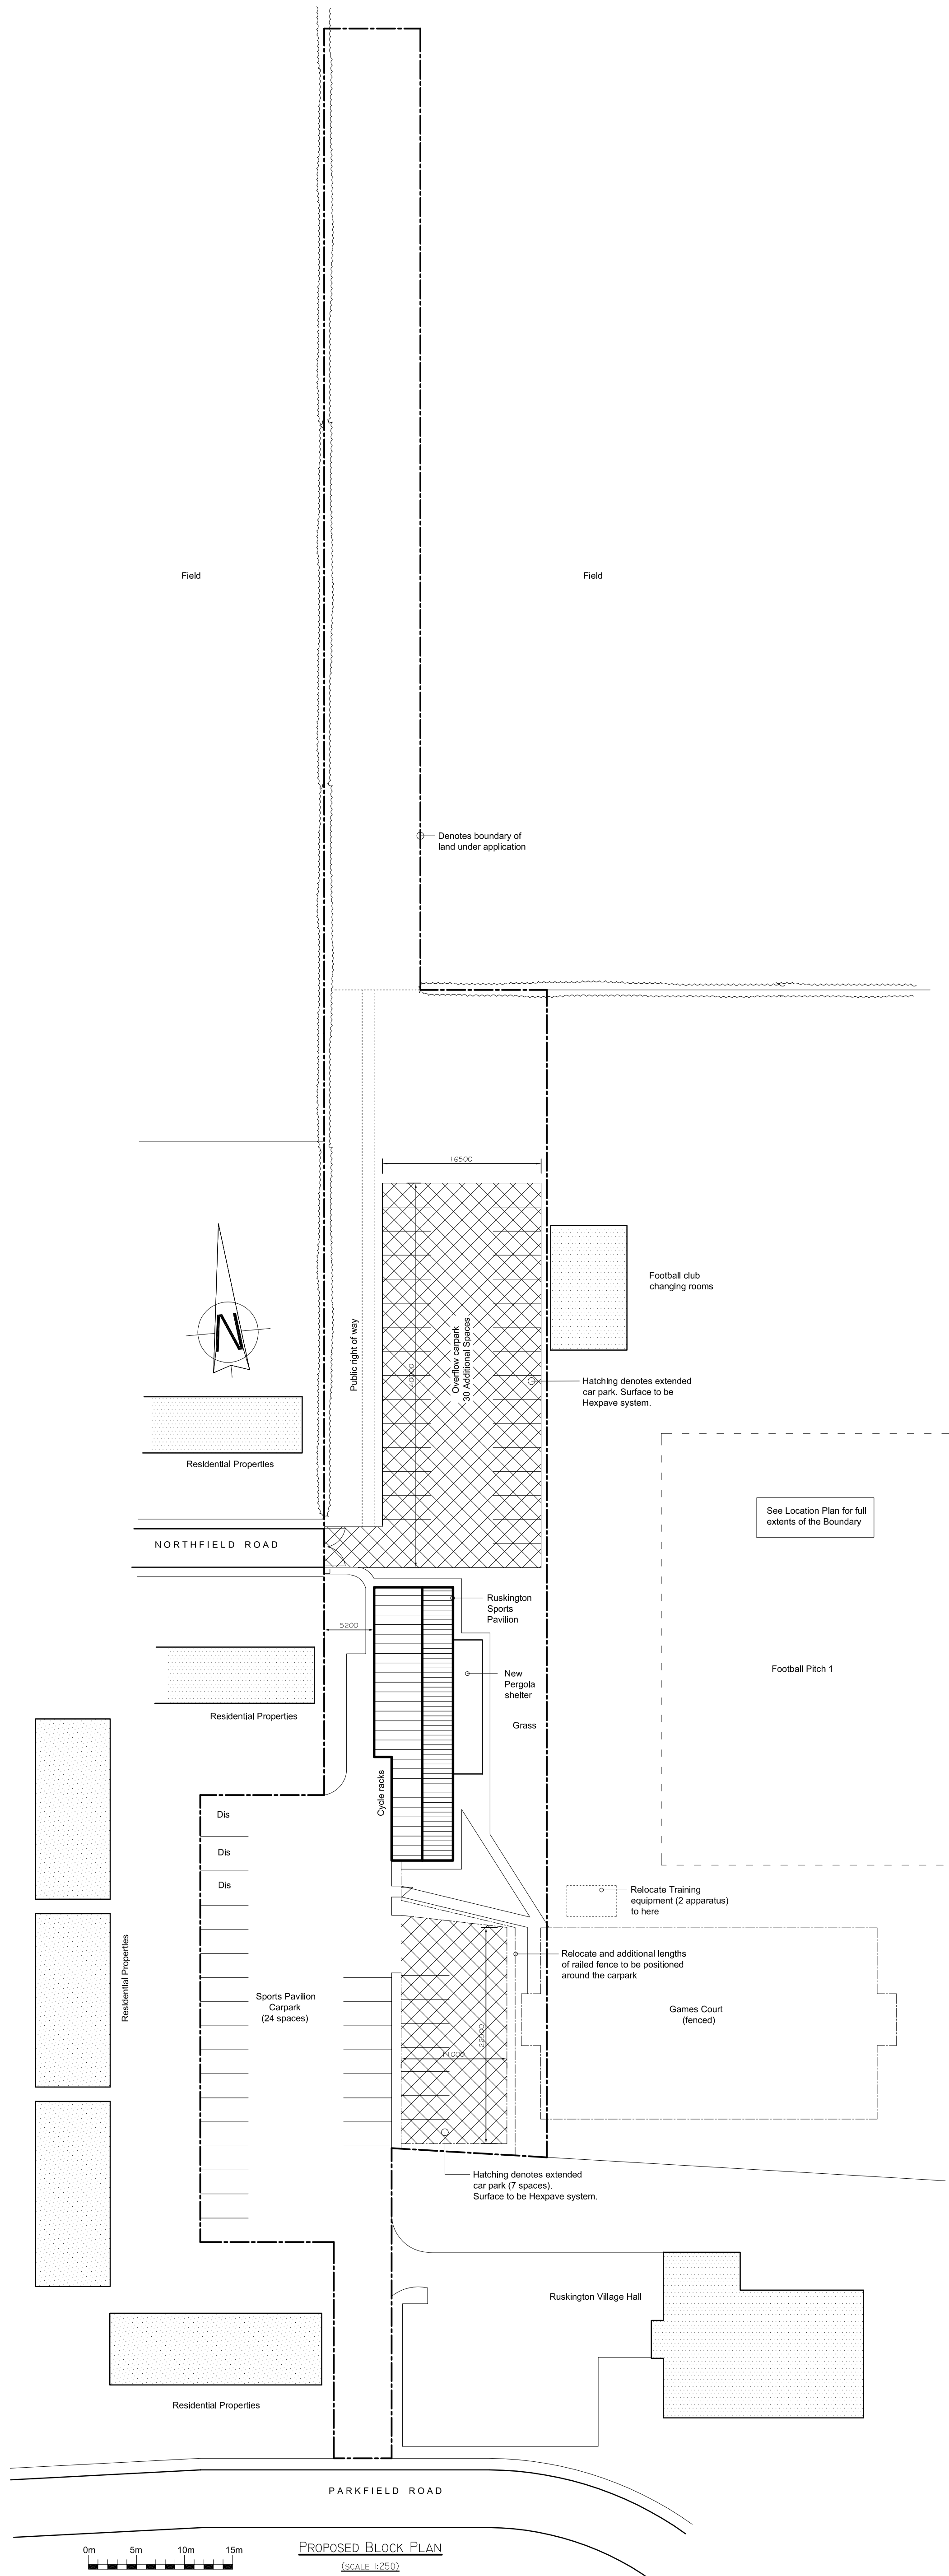 Field
Field
Denotes boundary of
land under application
16500
Football club
changing rooms
N
Public right of way
Overflow carpark
30 Additional Spaces
Hatching denotes extended
car park. Surface to be
Hexpave system.
Residential Properties
See Location Plan for full
extents of the Boundary
NORTHFIELD ROAD
Ruskington
Sports
Pavilion
5200
New
Pergola
shelter
Football Pitch 1
Residential Properties
Grass
Cycle racks
Dis
Dis
Dis
Relocate Training
equipment (2 apparatus)
to here
Residential Properties
Relocate and additional lengths
of railed fence to be positioned
around the carpark
Sports Pavillion
Carpark
(24 spaces)
Games Court
(fenced)
11000
Hatching denotes extended
car park (7 spaces).
Surface to be Hexpave system.
Ruskington Village Hall
Residential Properties
PARKFIELD ROAD
0m 5m 10m 15m
PROPOSED BLOCK PLAN
(SCALE 1:250)